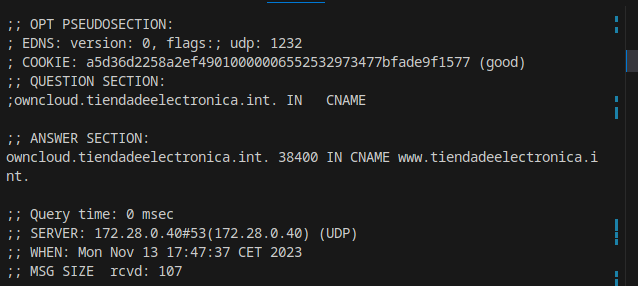 ;; OPT PSEUDOSECTION:
; EDNS: version: 0, flags:; udp: 1232
; COOKIE: a5d36d2258a2ef49010000006552532973477bfade9f1577 (good)
;; QUESTION SECTION:
;owncloud.tiendadeelectronica.int. IN   CNAME

;; ANSWER SECTION:
owncloud.tiendadeelectronica.int. 38400 IN CNAME www.tiendadeelectronica.i
nt.

;; Query time: 0 msec
;; SERVER: 172.28.0.40#53(172.28.0.40) (UDP)
;; WHEN: Mon Nov 13 17:47:37 CET 2023
;; MSG SIZE  rcvd: 107